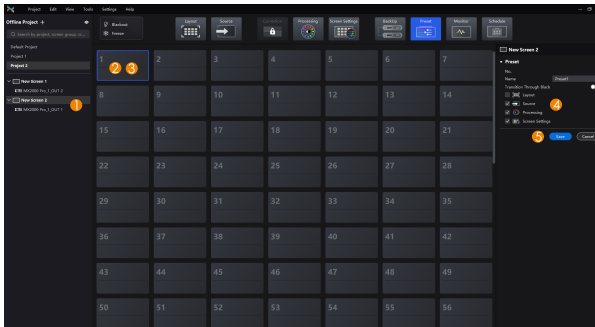 Project Edit View Tools Settings Help
Offline Project +
Search by project, screen group, sc...
Default Project
Project 1
Project 2
New Screen 1
MX2000 Pro_1_OUT 2
New Screen 2
MX2000 Pro_1_OUT 1
1
Blackout
Freeze
Layout Source Correction Processing Screen Settings BackUp Preset Monitor Schedule
1 2 3 2 3 4 5 6 7
8 9 10 11 12 13 14
15 16 17 18 19 20 21
22 23 24 25 26 27 28
29 30 31 32 33 34 35
36 37 38 39 40 41 42
43 44 45 46 47 48 49
50 51 52 53 54 55 56
New Screen 2
Preset
No.
Name Preset1
Transition Through Black
Layout
Source 4
Processing
Screen Settings
5 Save Cancel